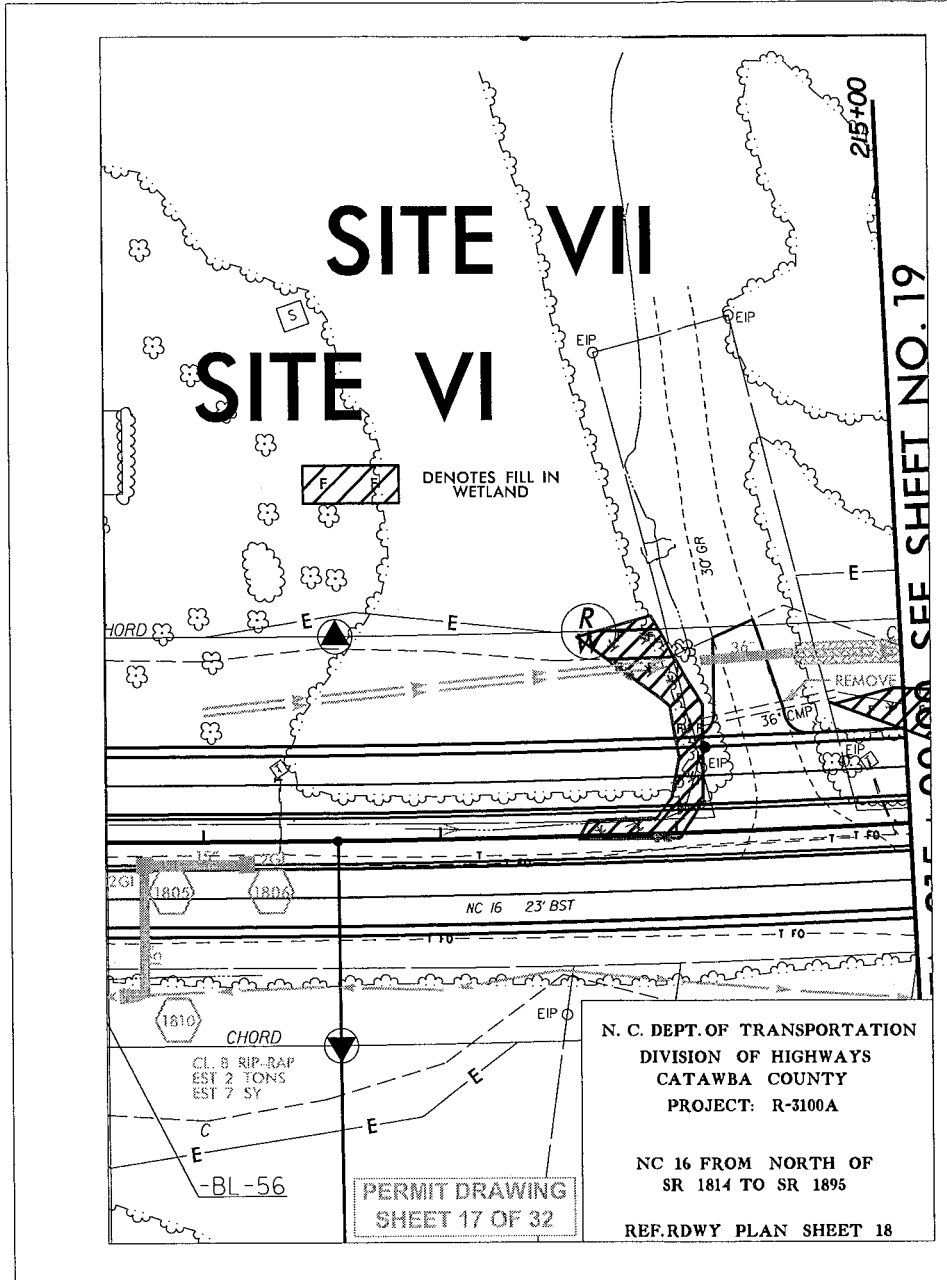 215+00
SITE VII
EIP
EIP
S
SITE VI
SEE SHEET NO. 19
F F
DENOTES FILL IN
WETLAND
30' GR
E
E
E
R
CHORD
36"
REMOVE
36" CMP
EIP
EIP
T
T FO
15"
2GI
2GI
1805
1806
NC 16 23' BST
T FO
T FO
1810
EIP
CHORD
CL. B RIP-RAP
EST 2 TONS
EST 7 SY
C
E
E
E
-BL-56
PERMIT DRAWING
SHEET 17 OF 32
N. C. DEPT. OF TRANSPORTATION
DIVISION OF HIGHWAYS
CATAWBA COUNTY
PROJECT: R-3100A
NC 16 FROM NORTH OF
SR 1814 TO SR 1895
REF. RDWY PLAN SHEET 18